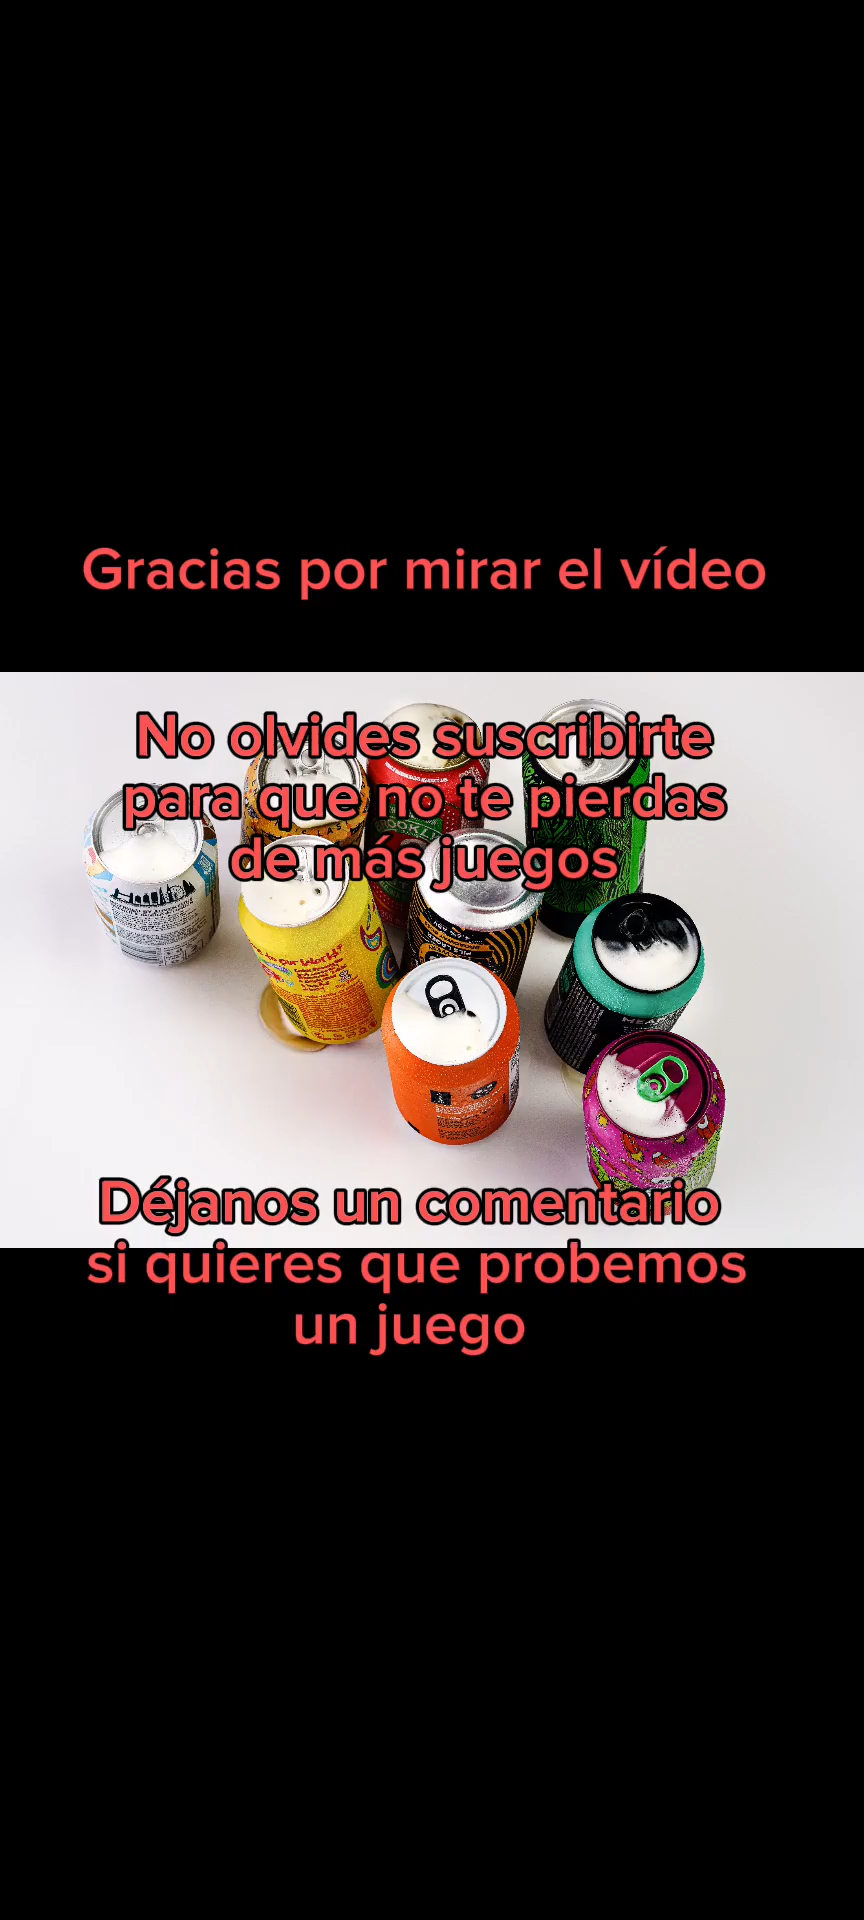 Gracias por mirar el vídeo
No olvides suscribirte
para que no te pierdas
de más juegos
Déjanos un comentario
si quieres que probemos
un juego